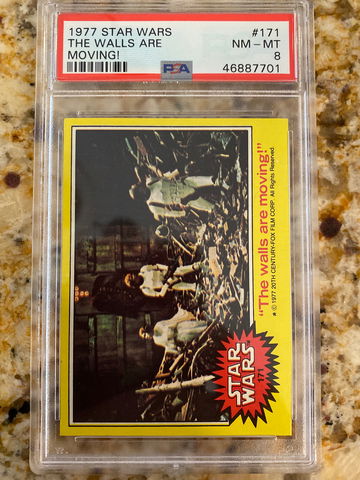 1977 STAR WARS #171
THE WALLS ARE NM-MT
MOVING! 8
PSA 46887701
"The walls are moving!"
★ © 1977 20TH CENTURY-FOX FILM CORP. All Rights Reserved.
STAR
WARS
171